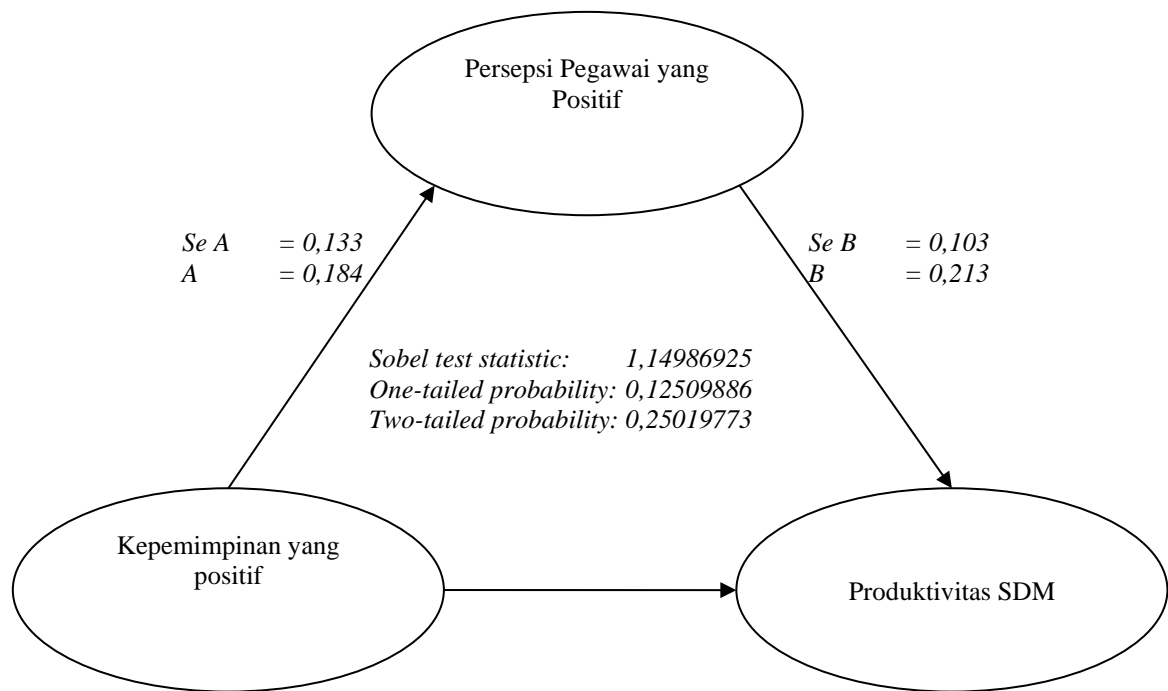 Persepsi Pegawai yang
Positif
Se A = 0,133
A = 0,184
Se B = 0,103
B = 0,213
Sobel test statistic: 1,14986925
One-tailed probability: 0,12509886
Two-tailed probability: 0,25019773
Kepemimpinan yang
positif
Produktivitas SDM